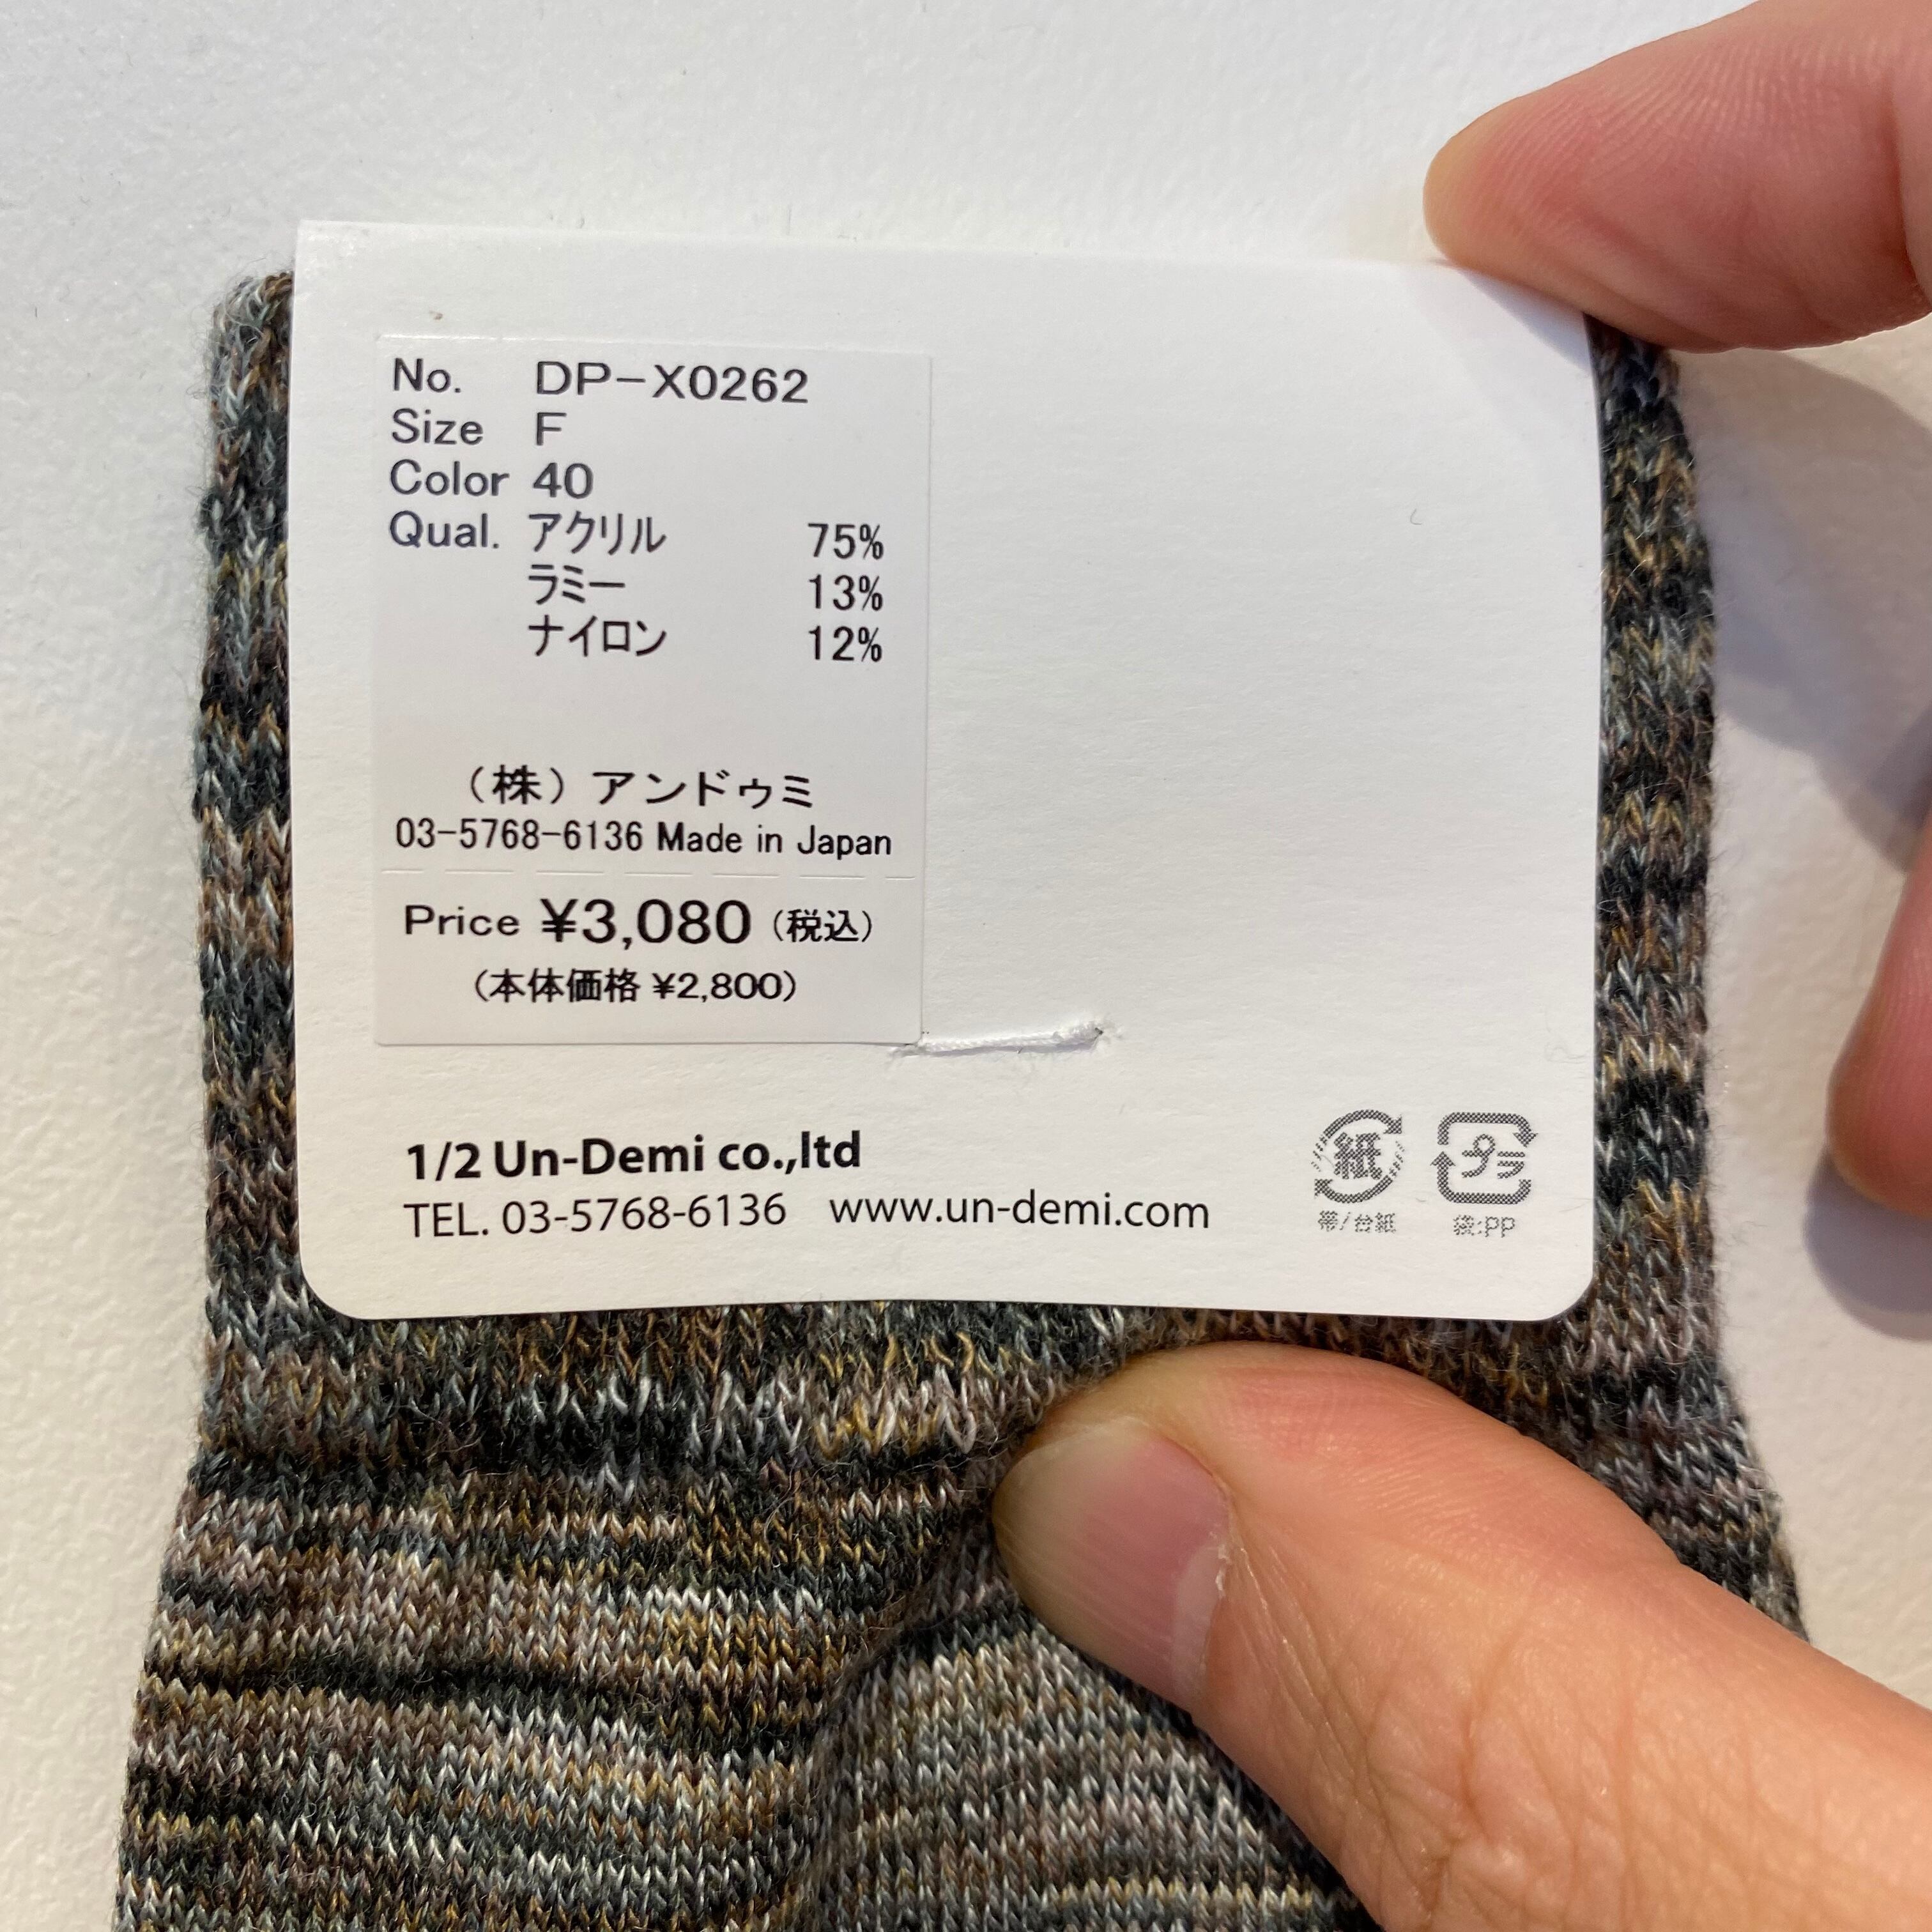 No. DP-X0262
Size F
Color 40
Qual. アクリル 75%
ラミー 13%
ナイロン 12%
（株）アンドゥミ
03-5768-6136 Made in Japan
Price ¥3,080（税込）
（本体価格 ¥2,800）
1/2 Un-Demi co.,ltd
TEL. 03-5768-6136 www.un-demi.com
紙 プラ
帯/台紙 袋:PP